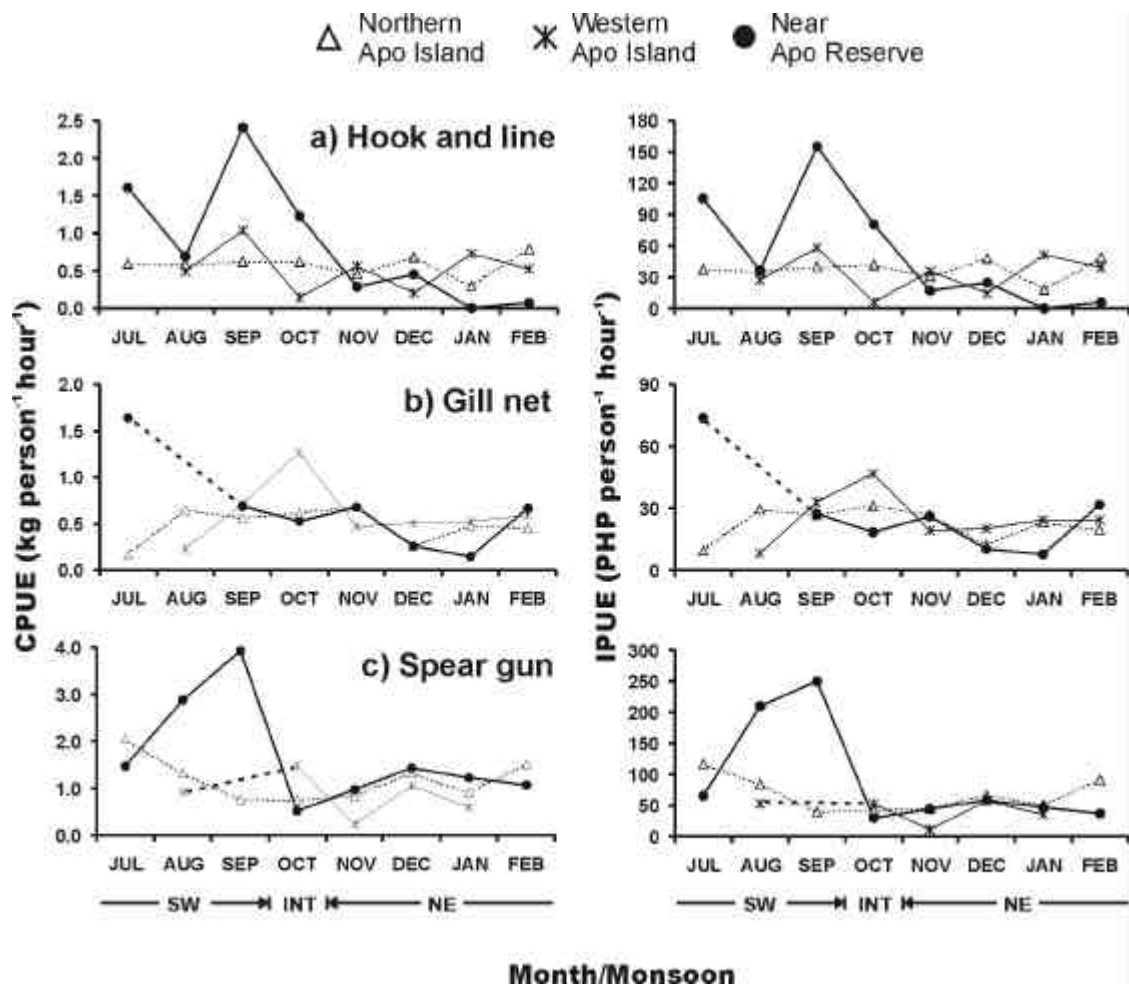 Northern Apo Island
Western Apo Island
Near Apo Reserve
CPUE (kg person⁻¹ hour⁻¹)
IPUE (PHP person⁻¹ hour⁻¹)
a) Hook and line
2.5
2.0
1.5
1.0
0.5
0.0
JUL AUG SEP OCT NOV DEC JAN FEB
180
150
120
90
60
30
0
JUL AUG SEP OCT NOV DEC JAN FEB
b) Gill net
2.0
1.5
1.0
0.5
0.0
JUL AUG SEP OCT NOV DEC JAN FEB
90
60
30
0
JUL AUG SEP OCT NOV DEC JAN FEB
c) Spear gun
4.0
3.0
2.0
1.0
0.0
JUL AUG SEP OCT NOV DEC JAN FEB
SW INT NE
300
250
200
150
100
50
0
JUL AUG SEP OCT NOV DEC JAN FEB
SW INT NE
Month/Monsoon